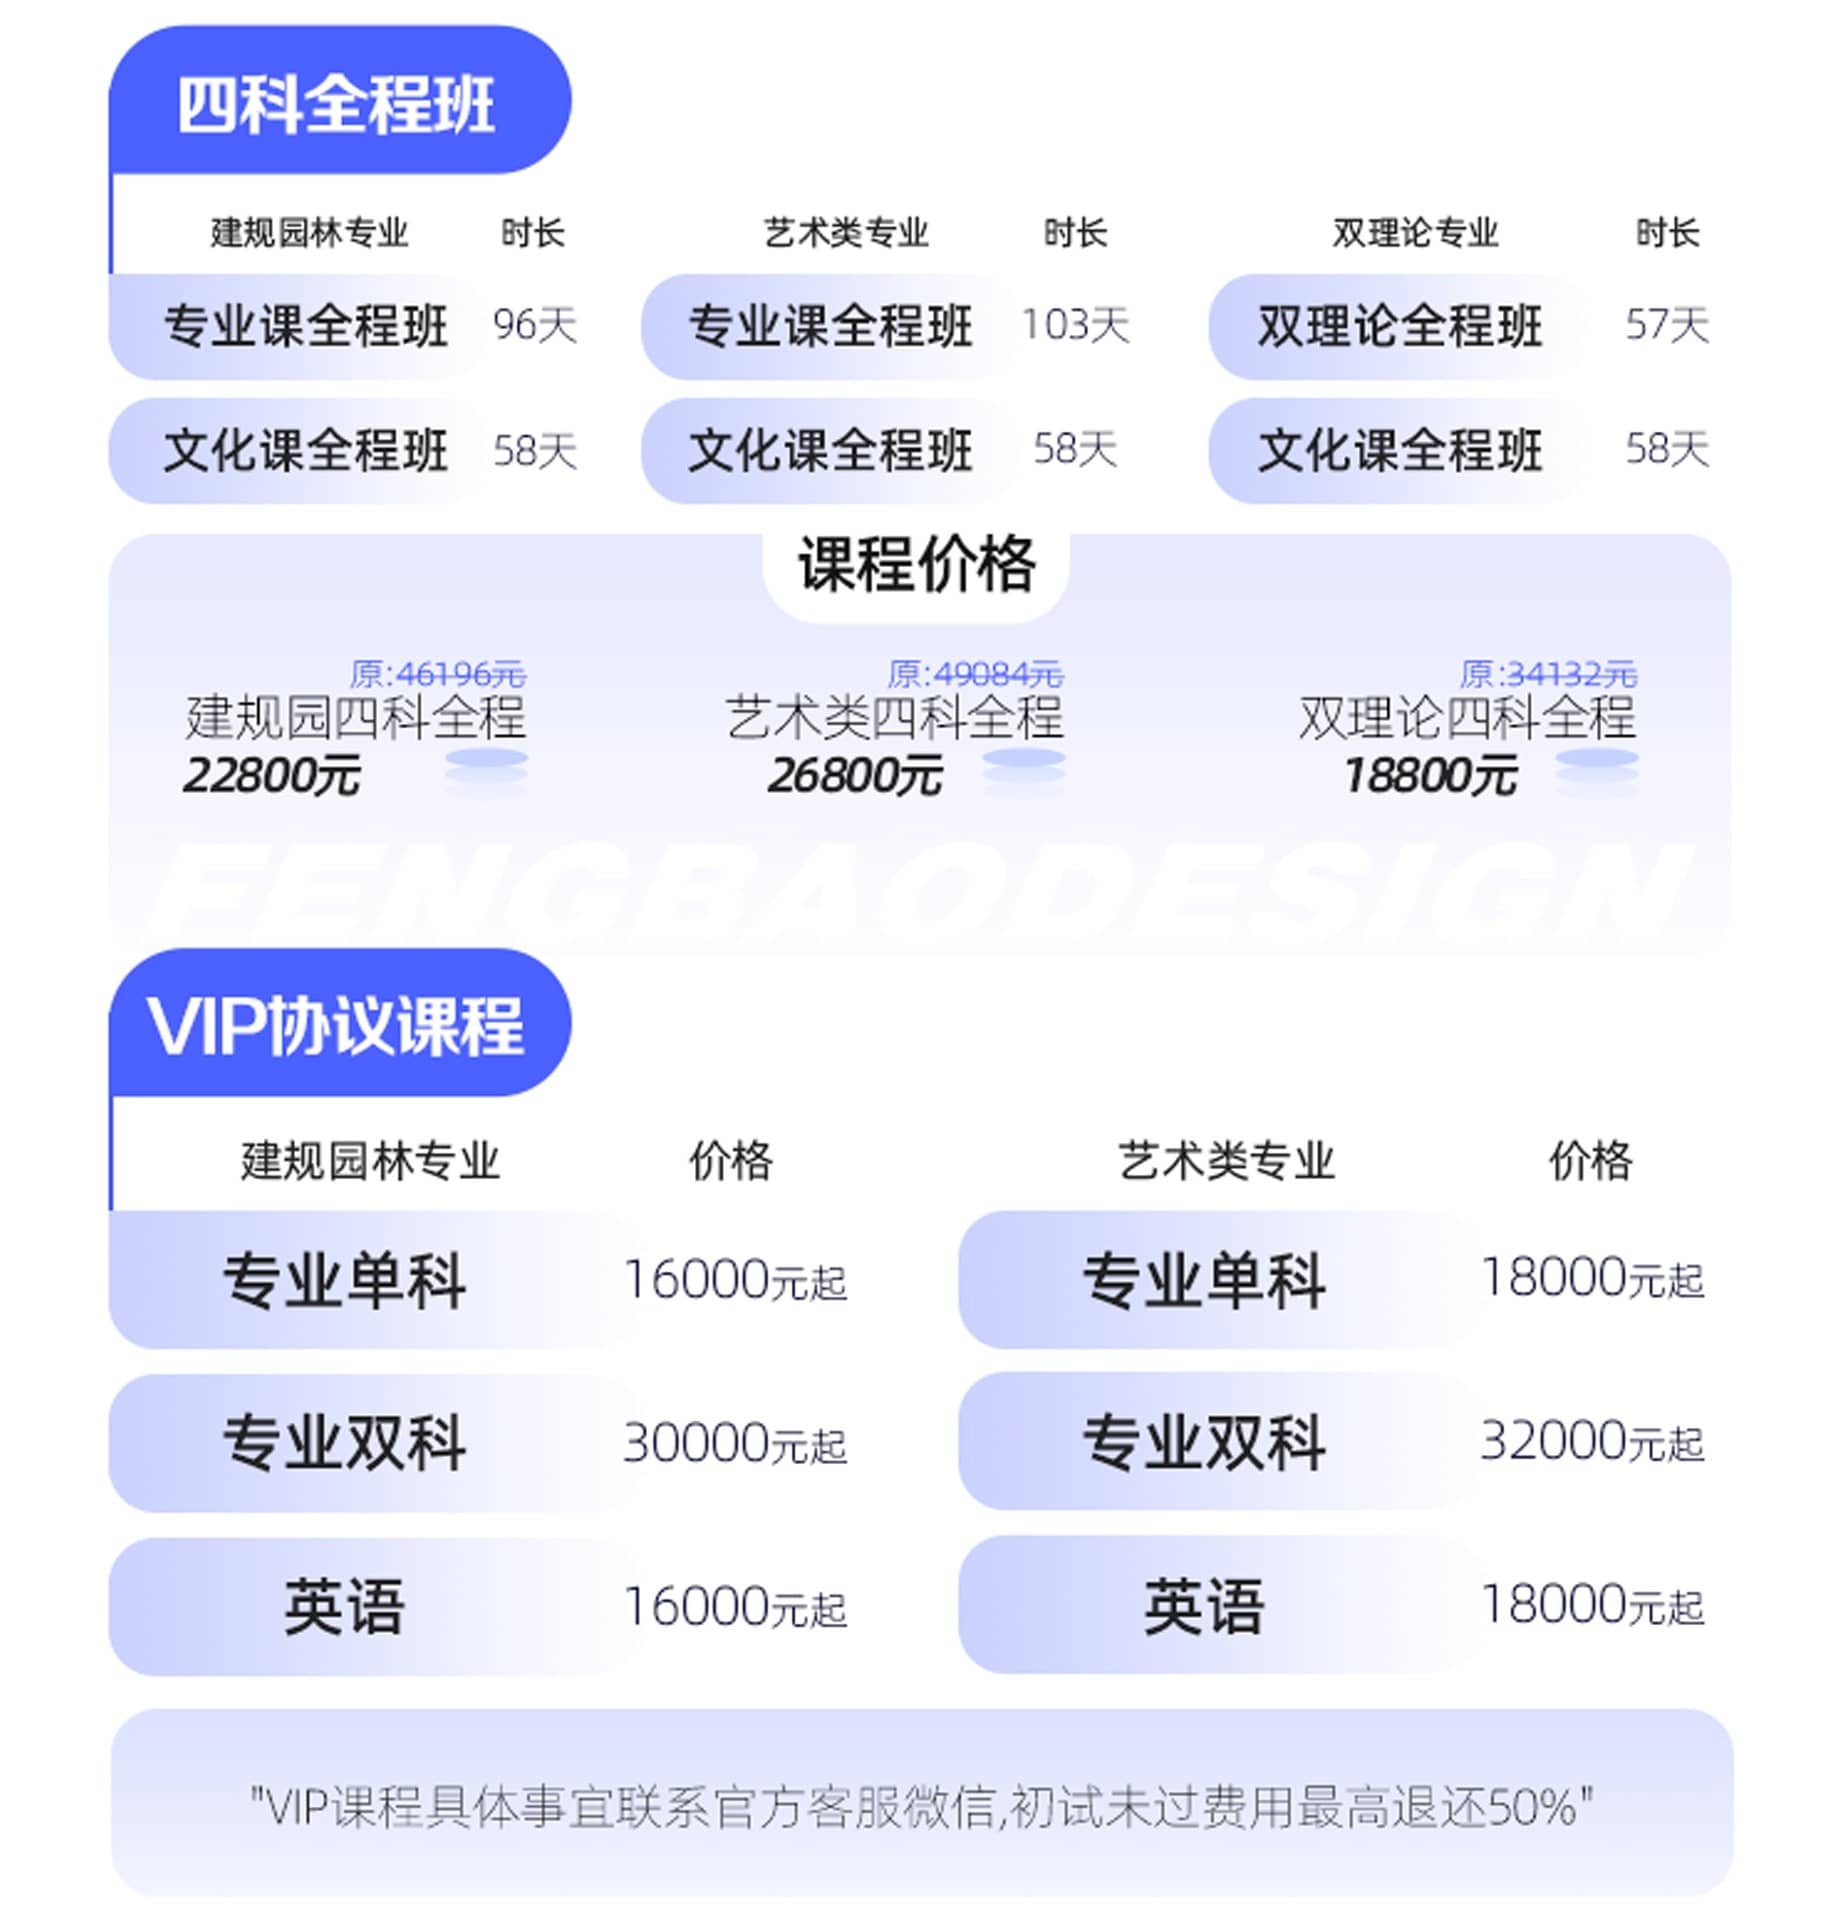 四科全程班
建规园林专业 时长 艺术类专业 时长 双理论专业 时长
专业课全程班 96天 专业课全程班 103天 双理论全程班 57天
文化课全程班 58天 文化课全程班 58天 文化课全程班 58天
课程价格
原:46196元 原:49084元 原:34132元
建规园四科全程 艺术类四科全程 双理论四科全程
22800元 26800元 18800元
FENGBAODESIGN
VIP协议课程
建规园林专业 价格 艺术类专业 价格
专业单科 16000元起 专业单科 18000元起
专业双科 30000元起 专业双科 32000元起
英语 16000元起 英语 18000元起
"VIP课程具体事宜联系官方客服微信,初试未过费用最高退还50%"